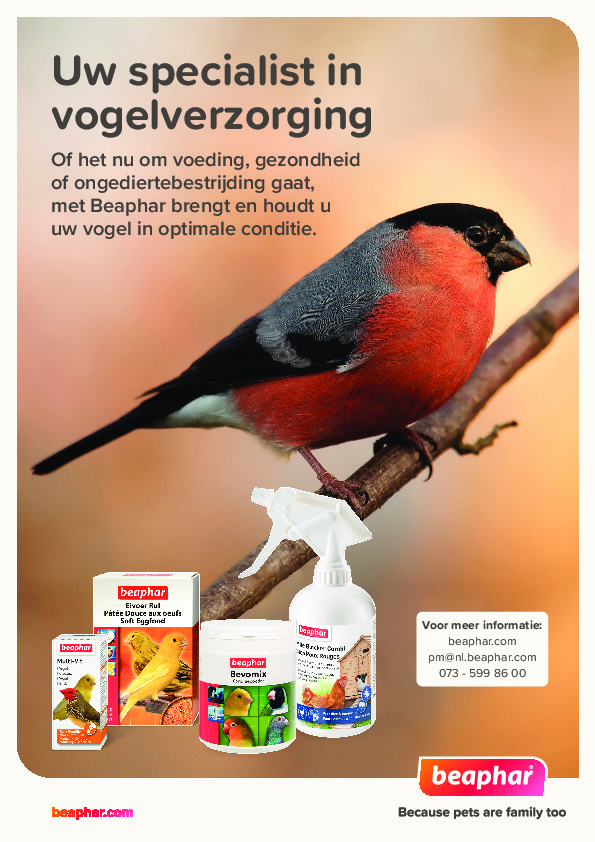 Uw specialist in
vogelverzorging
Of het nu om voeding, gezondheid
of ongediertebestrijding gaat,
met Beaphar brengt en houdt u
uw vogel in optimale conditie.
beaphar
Eivoer Rul
Pâtée Douce aux oeufs
Soft Eggfood
beaphar
beaphar
Bevomix
beaphar
Combi
Poux Rouges
Voor meer informatie:
beaphar.com
pm@nl.beaphar.com
073 - 599 86 00
beaphar
beaphar.com
Because pets are family too